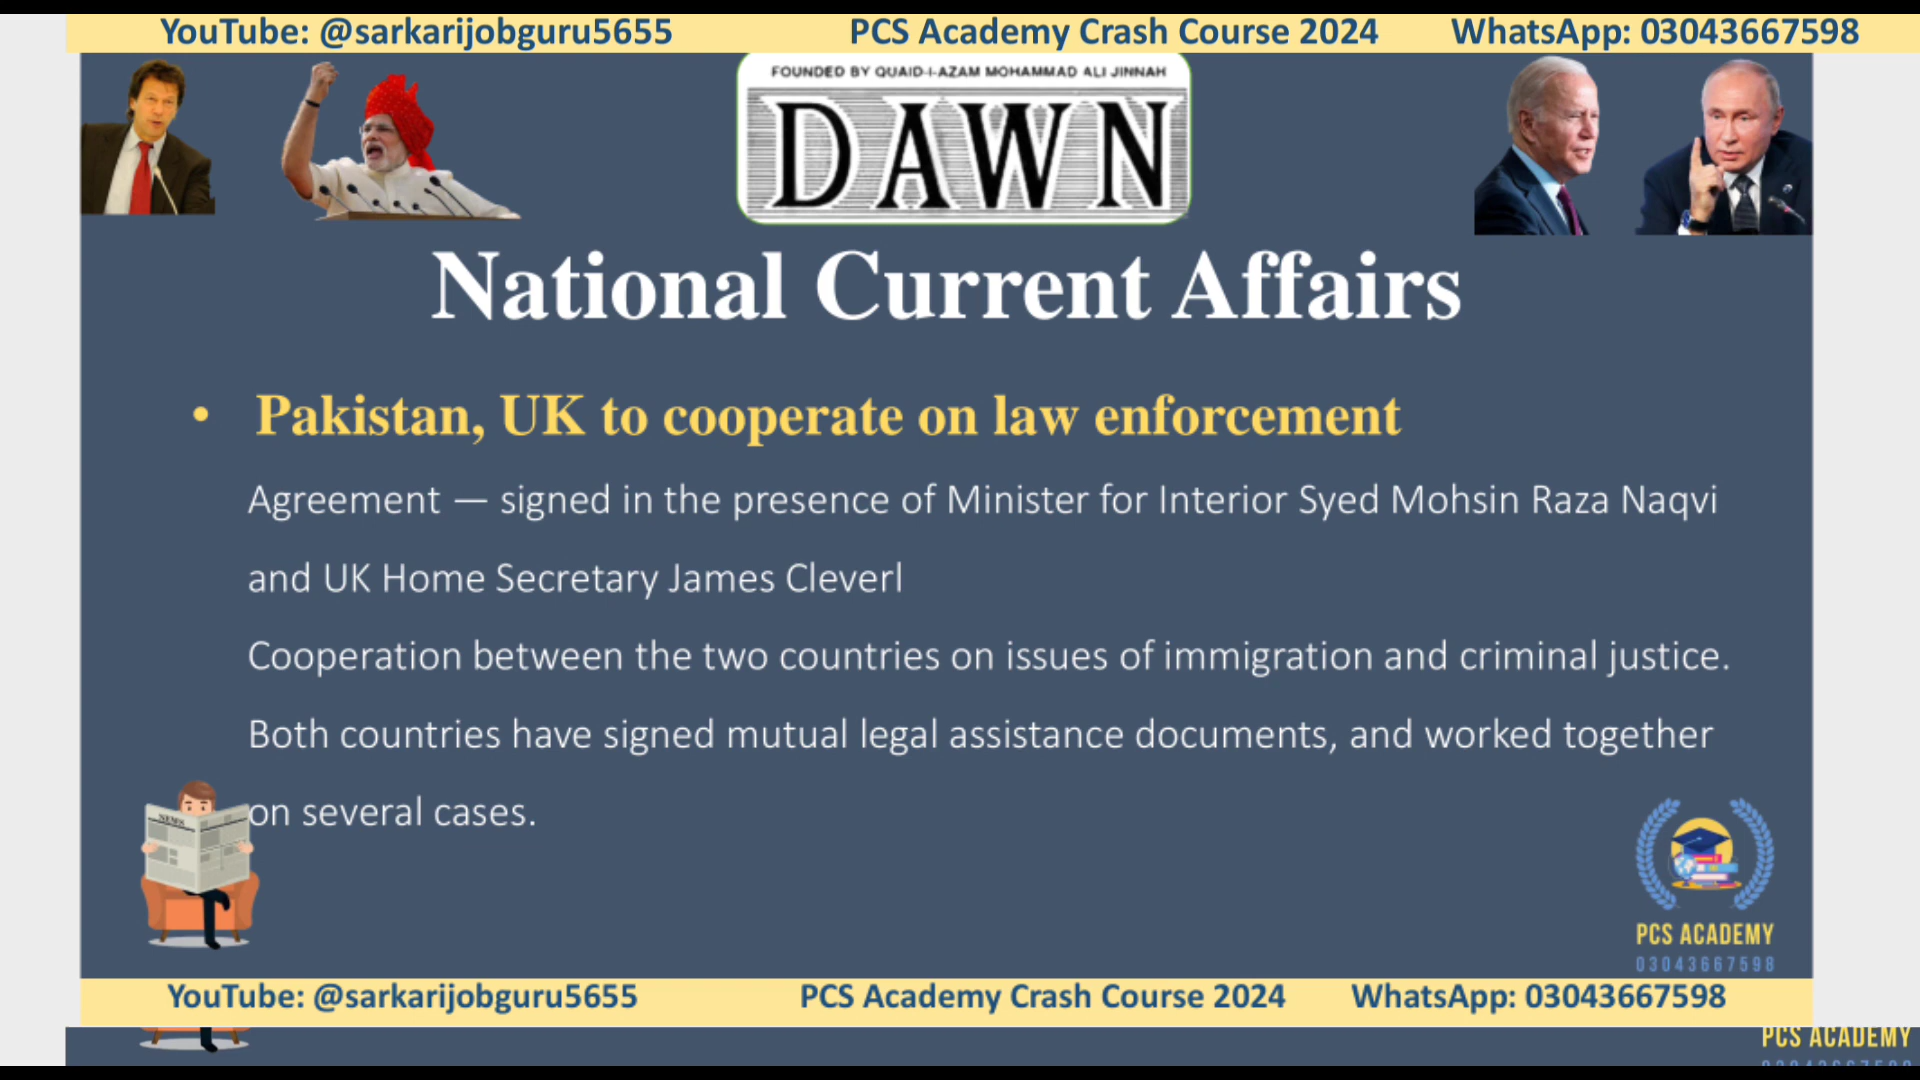 YouTube: @sarkarijobguru5655 PCS Academy Crash Course 2024 WhatsApp: 03043667598
FOUNDED BY QUAID-I-AZAM MOHAMMAD ALI JINNAH
DAWN
National Current Affairs
• Pakistan, UK to cooperate on law enforcement
Agreement — signed in the presence of Minister for Interior Syed Mohsin Raza Naqvi
and UK Home Secretary James Cleverl
Cooperation between the two countries on issues of immigration and criminal justice.
Both countries have signed mutual legal assistance documents, and worked together
on several cases.
NEWS
PCS ACADEMY
03043667598
YouTube: @sarkarijobguru5655 PCS Academy Crash Course 2024 WhatsApp: 03043667598
PCS ACADEMY